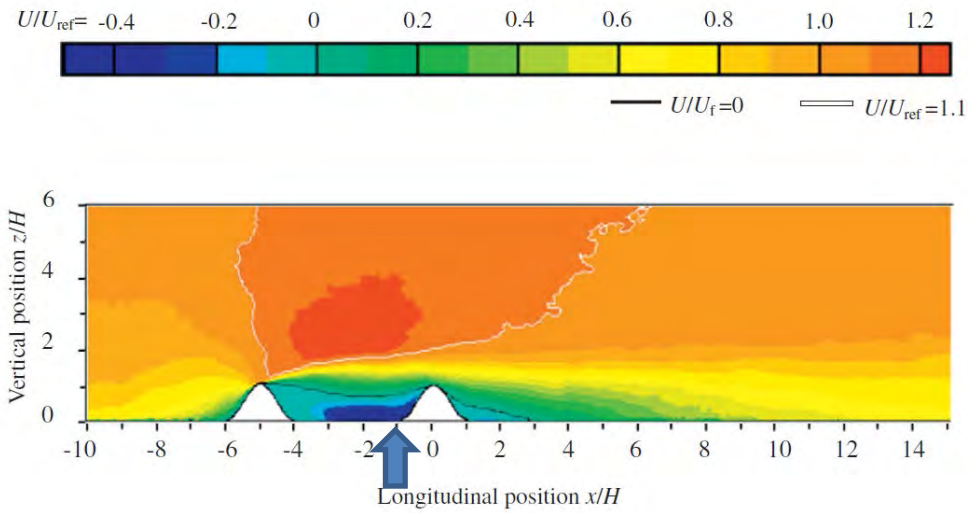 U/Uref= -0.4 -0.2 0 0.2 0.4 0.6 0.8 1.0 1.2
U/Uf=0 U/Uref=1.1
Vertical position z/H
6
4
2
0
-10 -8 -6 -4 -2 0 2 4 6 8 10 12 14
Longitudinal position x/H